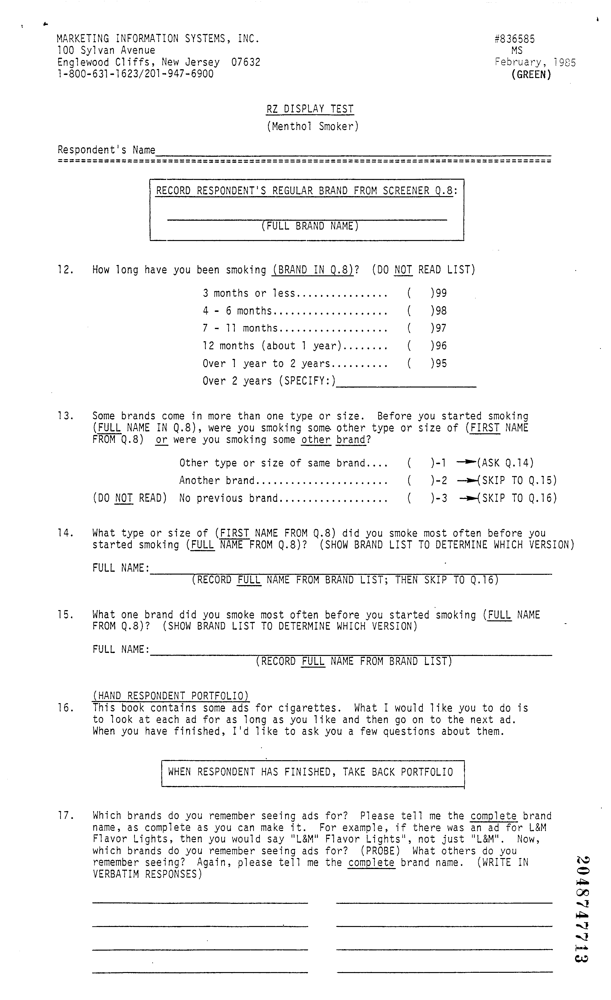 MARKETING INFORMATION SYSTEMS, INC. #836585
100 Sylvan Avenue MS
Englewood Cliffs, New Jersey 07632 February, 1985
1-800-631-1623/201-947-6900 (GREEN)
RZ DISPLAY TEST
(Menthol Smoker)
Respondent's Name
RECORD RESPONDENT'S REGULAR BRAND FROM SCREENER Q.8:
(FULL BRAND NAME)
12. How long have you been smoking (BRAND IN Q.8)? (DO NOT READ LIST)
3 months or less................ ( )99
4 - 6 months.................... ( )98
7 - 11 months................... ( )97
12 months (about 1 year)........ ( )96
Over 1 year to 2 years.......... ( )95
Over 2 years (SPECIFY:)
13. Some brands come in more than one type or size. Before you started smoking
(FULL NAME IN Q.8), were you smoking some other type or size of (FIRST NAME
FROM Q.8) or were you smoking some other brand?
Other type or size of same brand.... ( )-1 →(ASK Q.14)
Another brand....................... ( )-2 →(SKIP TO Q.15)
(DO NOT READ) No previous brand................... ( )-3 →(SKIP TO Q.16)
14. What type or size of (FIRST NAME FROM Q.8) did you smoke most often before you
started smoking (FULL NAME FROM Q.8)? (SHOW BRAND LIST TO DETERMINE WHICH VERSION)
FULL NAME:
(RECORD FULL NAME FROM BRAND LIST; THEN SKIP TO Q.16)
15. What one brand did you smoke most often before you started smoking (FULL NAME
FROM Q.8)? (SHOW BRAND LIST TO DETERMINE WHICH VERSION)
FULL NAME:
(RECORD FULL NAME FROM BRAND LIST)
(HAND RESPONDENT PORTFOLIO)
16. This book contains some ads for cigarettes. What I would like you to do is
to look at each ad for as long as you like and then go on to the next ad.
When you have finished, I'd like to ask you a few questions about them.
WHEN RESPONDENT HAS FINISHED, TAKE BACK PORTFOLIO
17. Which brands do you remember seeing ads for? Please tell me the complete brand
name, as complete as you can make it. For example, if there was an ad for L&M
Flavor Lights, then you would say "L&M" Flavor Lights", not just "L&M". Now,
which brands do you remember seeing ads for? (PROBE) What others do you
remember seeing? Again, please tell me the complete brand name. (WRITE IN
VERBATIM RESPONSES)
2048747713